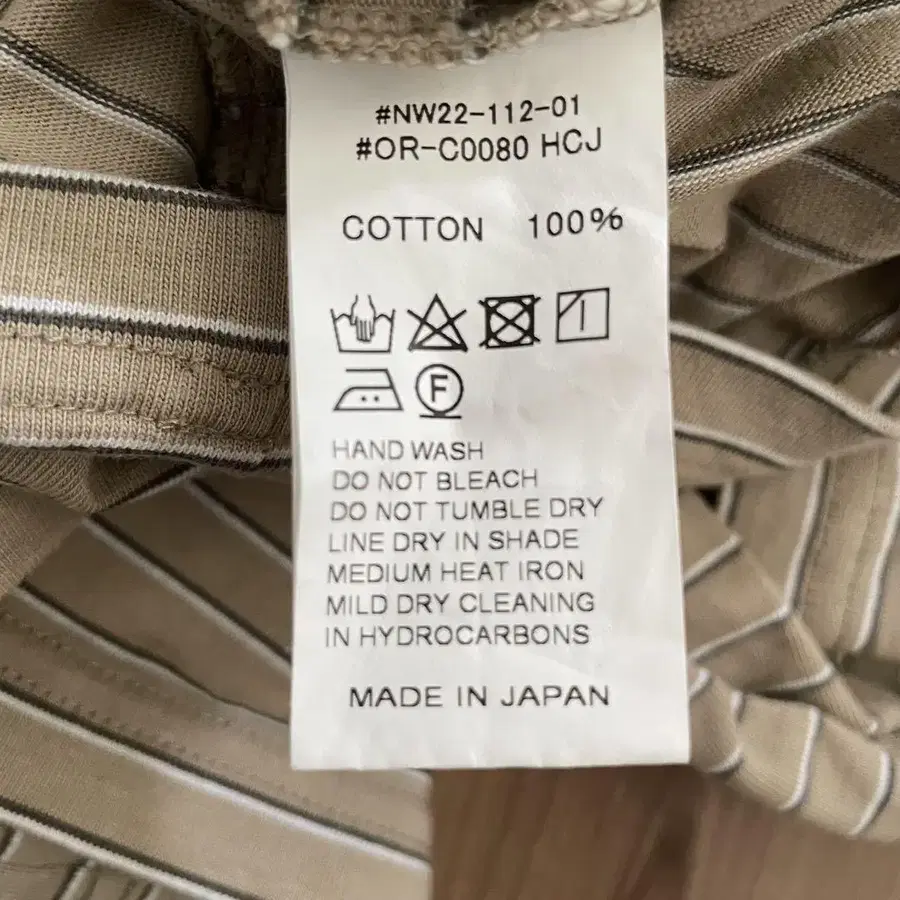 #NW22-112-01
#OR-C0080 HCJ
COTTON 100%
F
HAND WASH
DO NOT BLEACH
DO NOT TUMBLE DRY
LINE DRY IN SHADE
MEDIUM HEAT IRON
MILD DRY CLEANING
IN HYDROCARBONS
MADE IN JAPAN